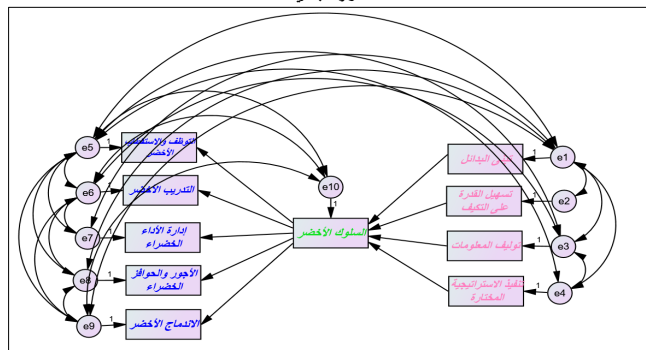 e5
1
التوظف والاستقطاب
الأخضر
e6
1
التدريب الأخضر
e7
1
إدارة الأداء
الخضراء
e8
1
الأجور والحوافز
الخضراء
e9
1
الاندماج الأخضر
e10
1
السلوك الأخضر
البدائل
1
e1
تسهيل القدرة
على التكيف
1
e2
توليف المعلومات
1
e3
تنفيذ الاستراتيجية
المختارة
1
e4